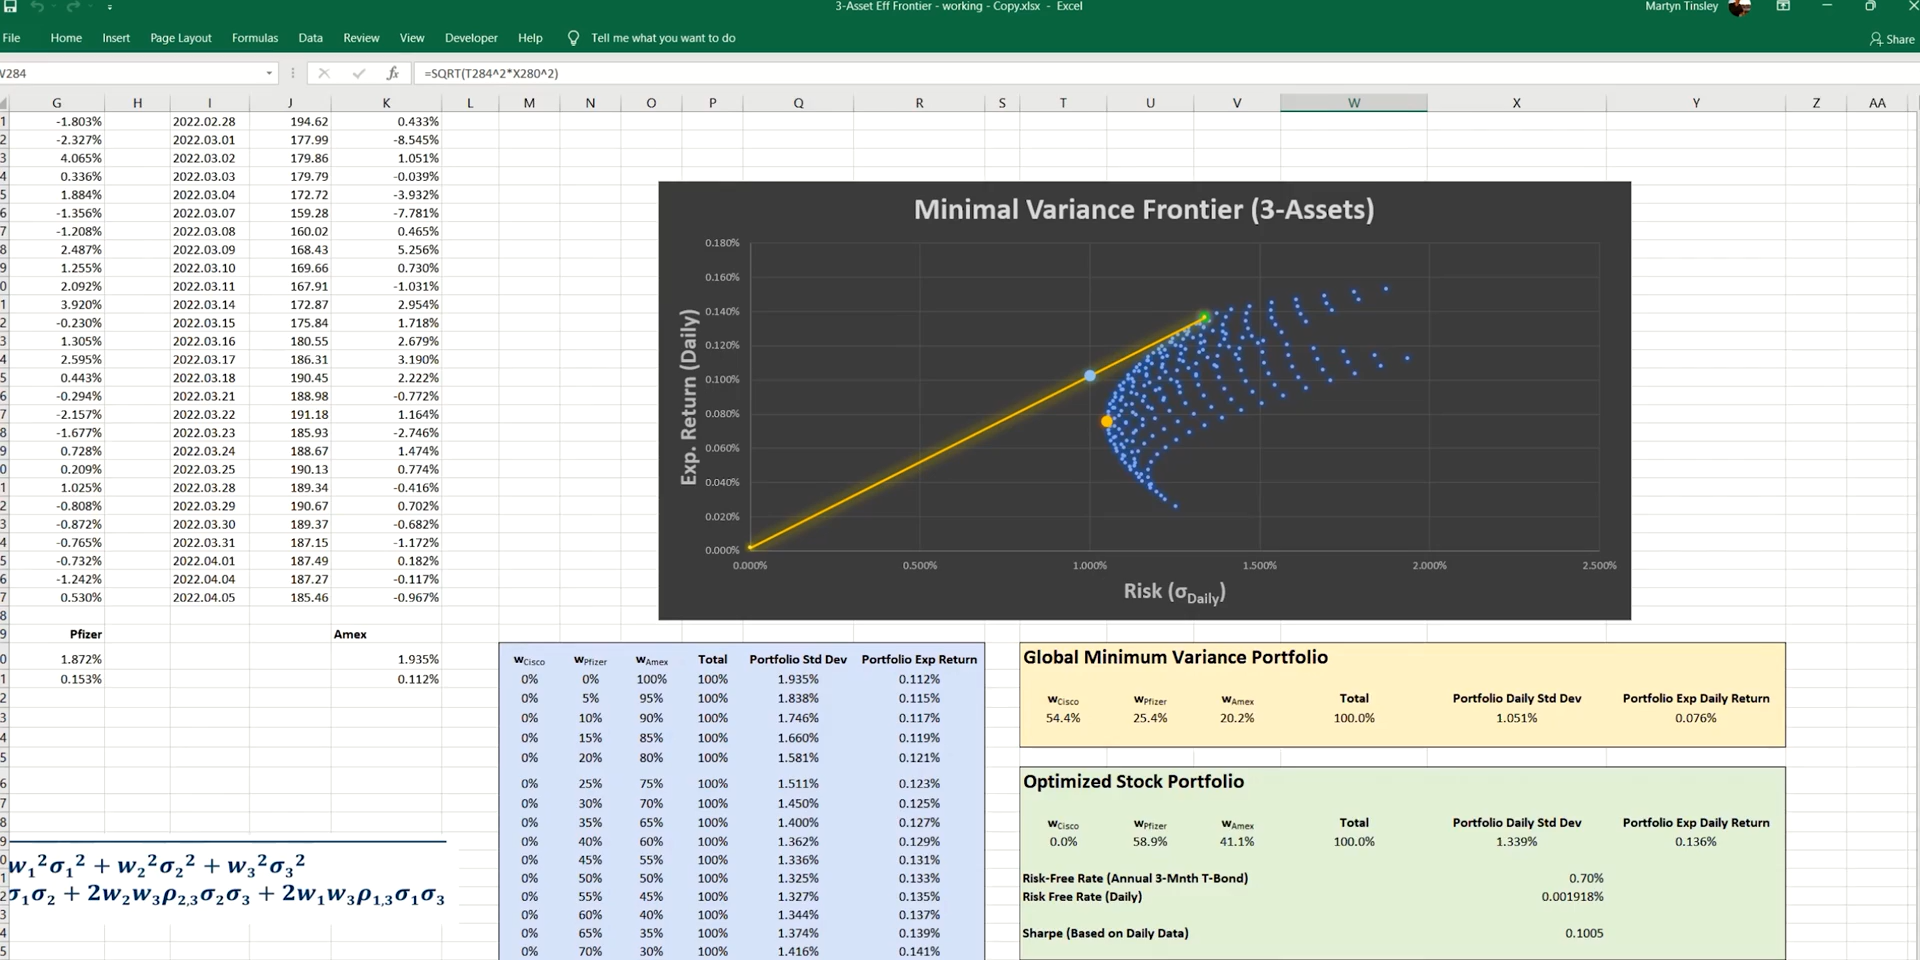 3-Asset Eff Frontier - working - Copy.xlsx - Excel
Martyn Tinsley
File Home Insert Page Layout Formulas Data Review View Developer Help Tell me what you want to do
Share
=SQRT(T284^2*X280^2)
G H I J K L M N O P Q R S T U V W X Y Z AA
-1.803% 2022.02.28 194.62 0.433%
-2.327% 2022.03.01 177.99 -8.545%
4.065% 2022.03.02 179.86 1.051%
0.336% 2022.03.03 179.79 -0.039%
1.884% 2022.03.04 172.72 -3.932%
-1.356% 2022.03.07 159.28 -7.781%
-1.208% 2022.03.08 160.02 0.465%
2.487% 2022.03.09 168.43 5.256%
1.255% 2022.03.10 169.66 0.730%
2.092% 2022.03.11 167.91 -1.031%
3.920% 2022.03.14 172.87 2.954%
-0.230% 2022.03.15 175.84 1.718%
1.305% 2022.03.16 180.55 2.679%
2.595% 2022.03.17 186.31 3.190%
0.443% 2022.03.18 190.45 2.222%
-0.294% 2022.03.21 188.98 -0.772%
-2.157% 2022.03.22 191.18 1.164%
-1.677% 2022.03.23 185.93 -2.746%
0.728% 2022.03.24 188.67 1.474%
0.209% 2022.03.25 190.13 0.774%
1.025% 2022.03.28 189.34 -0.416%
-0.808% 2022.03.29 190.67 0.702%
-0.872% 2022.03.30 189.37 -0.682%
-0.765% 2022.03.31 187.15 -1.172%
-0.732% 2022.04.01 187.49 0.182%
-1.242% 2022.04.04 187.27 -0.117%
0.530% 2022.04.05 185.46 -0.967%
Pfizer Amex
1.872% 1.935%
0.153% 0.112%
w₁²σ₁² + w₂²σ₂² + w₃²σ₃²
σ₁σ₂ + 2w₂w₃ρ₂,₃σ₂σ₃ + 2w₁w₃ρ₁,₃σ₁σ₃
Minimal Variance Frontier (3-Assets)
Exp. Return (Daily)
0.180%
0.160%
0.140%
0.120%
0.100%
0.080%
0.060%
0.040%
0.020%
0.000%
0.000% 0.500% 1.000% 1.500% 2.000% 2.500%
Risk (σDaily)
wCisco wPfizer wAmex Total Portfolio Std Dev Portfolio Exp Return
0% 0% 100% 100% 1.935% 0.112%
0% 5% 95% 100% 1.838% 0.115%
0% 10% 90% 100% 1.746% 0.117%
0% 15% 85% 100% 1.660% 0.119%
0% 20% 80% 100% 1.581% 0.121%
0% 25% 75% 100% 1.511% 0.123%
0% 30% 70% 100% 1.450% 0.125%
0% 35% 65% 100% 1.400% 0.127%
0% 40% 60% 100% 1.362% 0.129%
0% 45% 55% 100% 1.336% 0.131%
0% 50% 50% 100% 1.325% 0.133%
0% 55% 45% 100% 1.327% 0.135%
0% 60% 40% 100% 1.344% 0.137%
0% 65% 35% 100% 1.374% 0.139%
0% 70% 30% 100% 1.416% 0.141%
Global Minimum Variance Portfolio
wCisco wPfizer wAmex Total Portfolio Daily Std Dev Portfolio Exp Daily Return
54.4% 25.4% 20.2% 100.0% 1.051% 0.076%
Optimized Stock Portfolio
wCisco wPfizer wAmex Total Portfolio Daily Std Dev Portfolio Exp Daily Return
0.0% 58.9% 41.1% 100.0% 1.339% 0.136%
Risk-Free Rate (Annual 3-Mnth T-Bond) 0.70%
Risk Free Rate (Daily) 0.001918%
Sharpe (Based on Daily Data) 0.1005